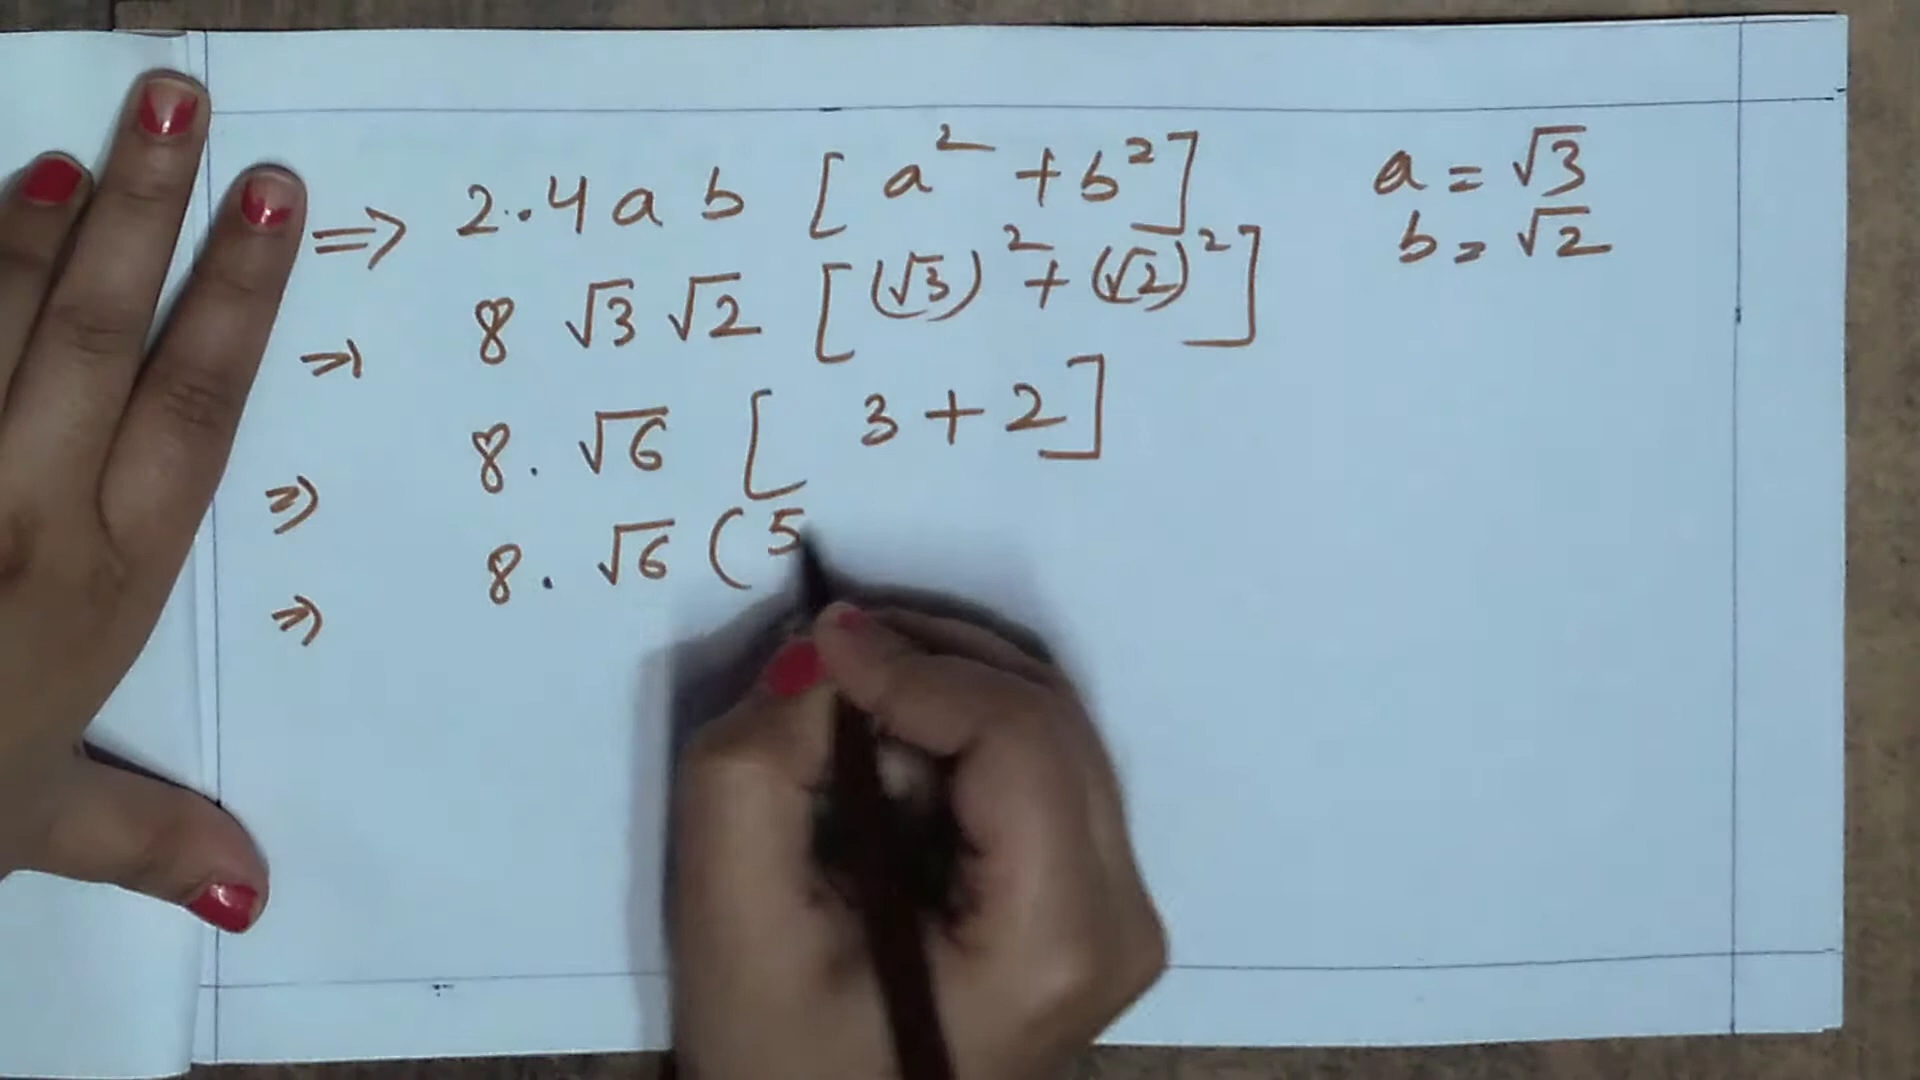 ⇒ 2.4 a b [a² + b²] a = √3
b = √2
⇒ 8 √3 √2 [(√3)² + (√2)²]
⇒ 8. √6 [3 + 2]
⇒ 8. √6 (5